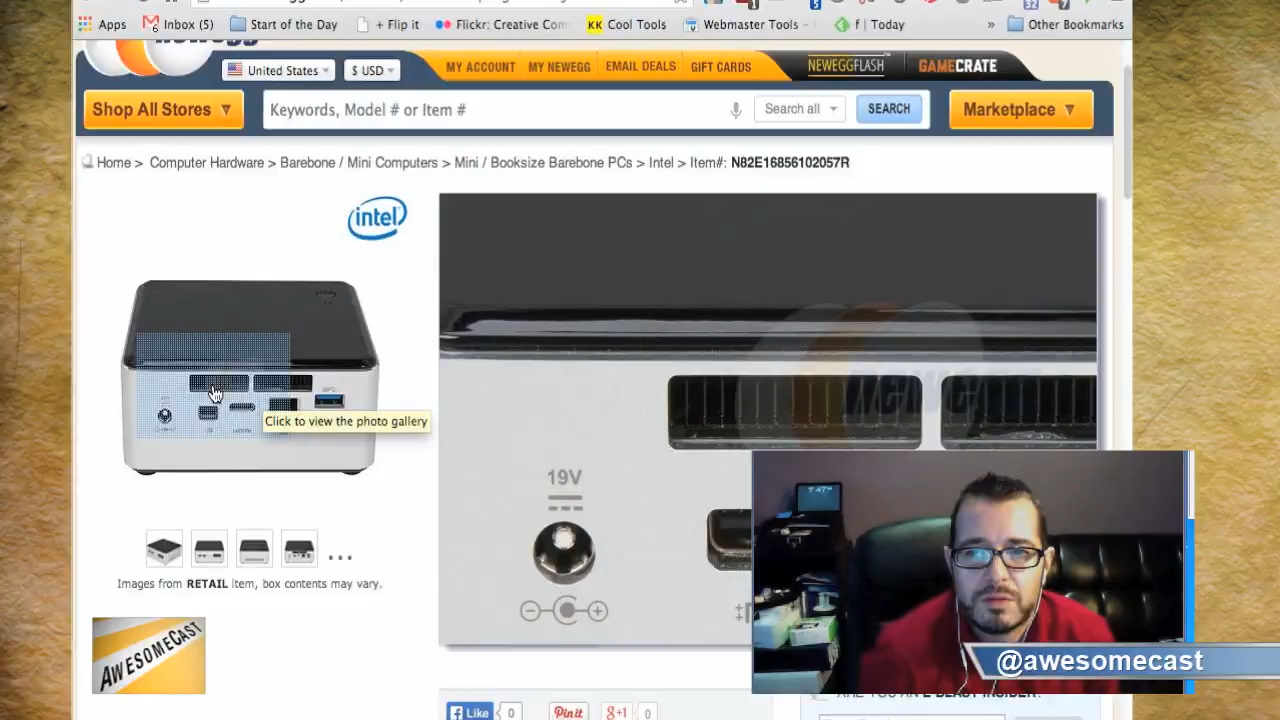 Apps Inbox (5) Start of the Day + Flip it Flickr: Creative Com Cool Tools Webmaster Tools - f | Today » Other Bookmarks
newegg
United States $ USD MY ACCOUNT MY NEWEGG EMAIL DEALS GIFT CARDS NEWEGGFLASH™ GAMECRATE
Shop All Stores Keywords, Model # or Item # Search all SEARCH Marketplace
Home > Computer Hardware > Barebone / Mini Computers > Mini / Booksize Barebone PCs > Intel > Item#: N82E16856102057R
intel
Click to view the photo gallery
19V
...
Images from RETAIL Item, box contents may vary.
AWESOMECAST
@awesomecast
Like 0 Pin it g+1 0